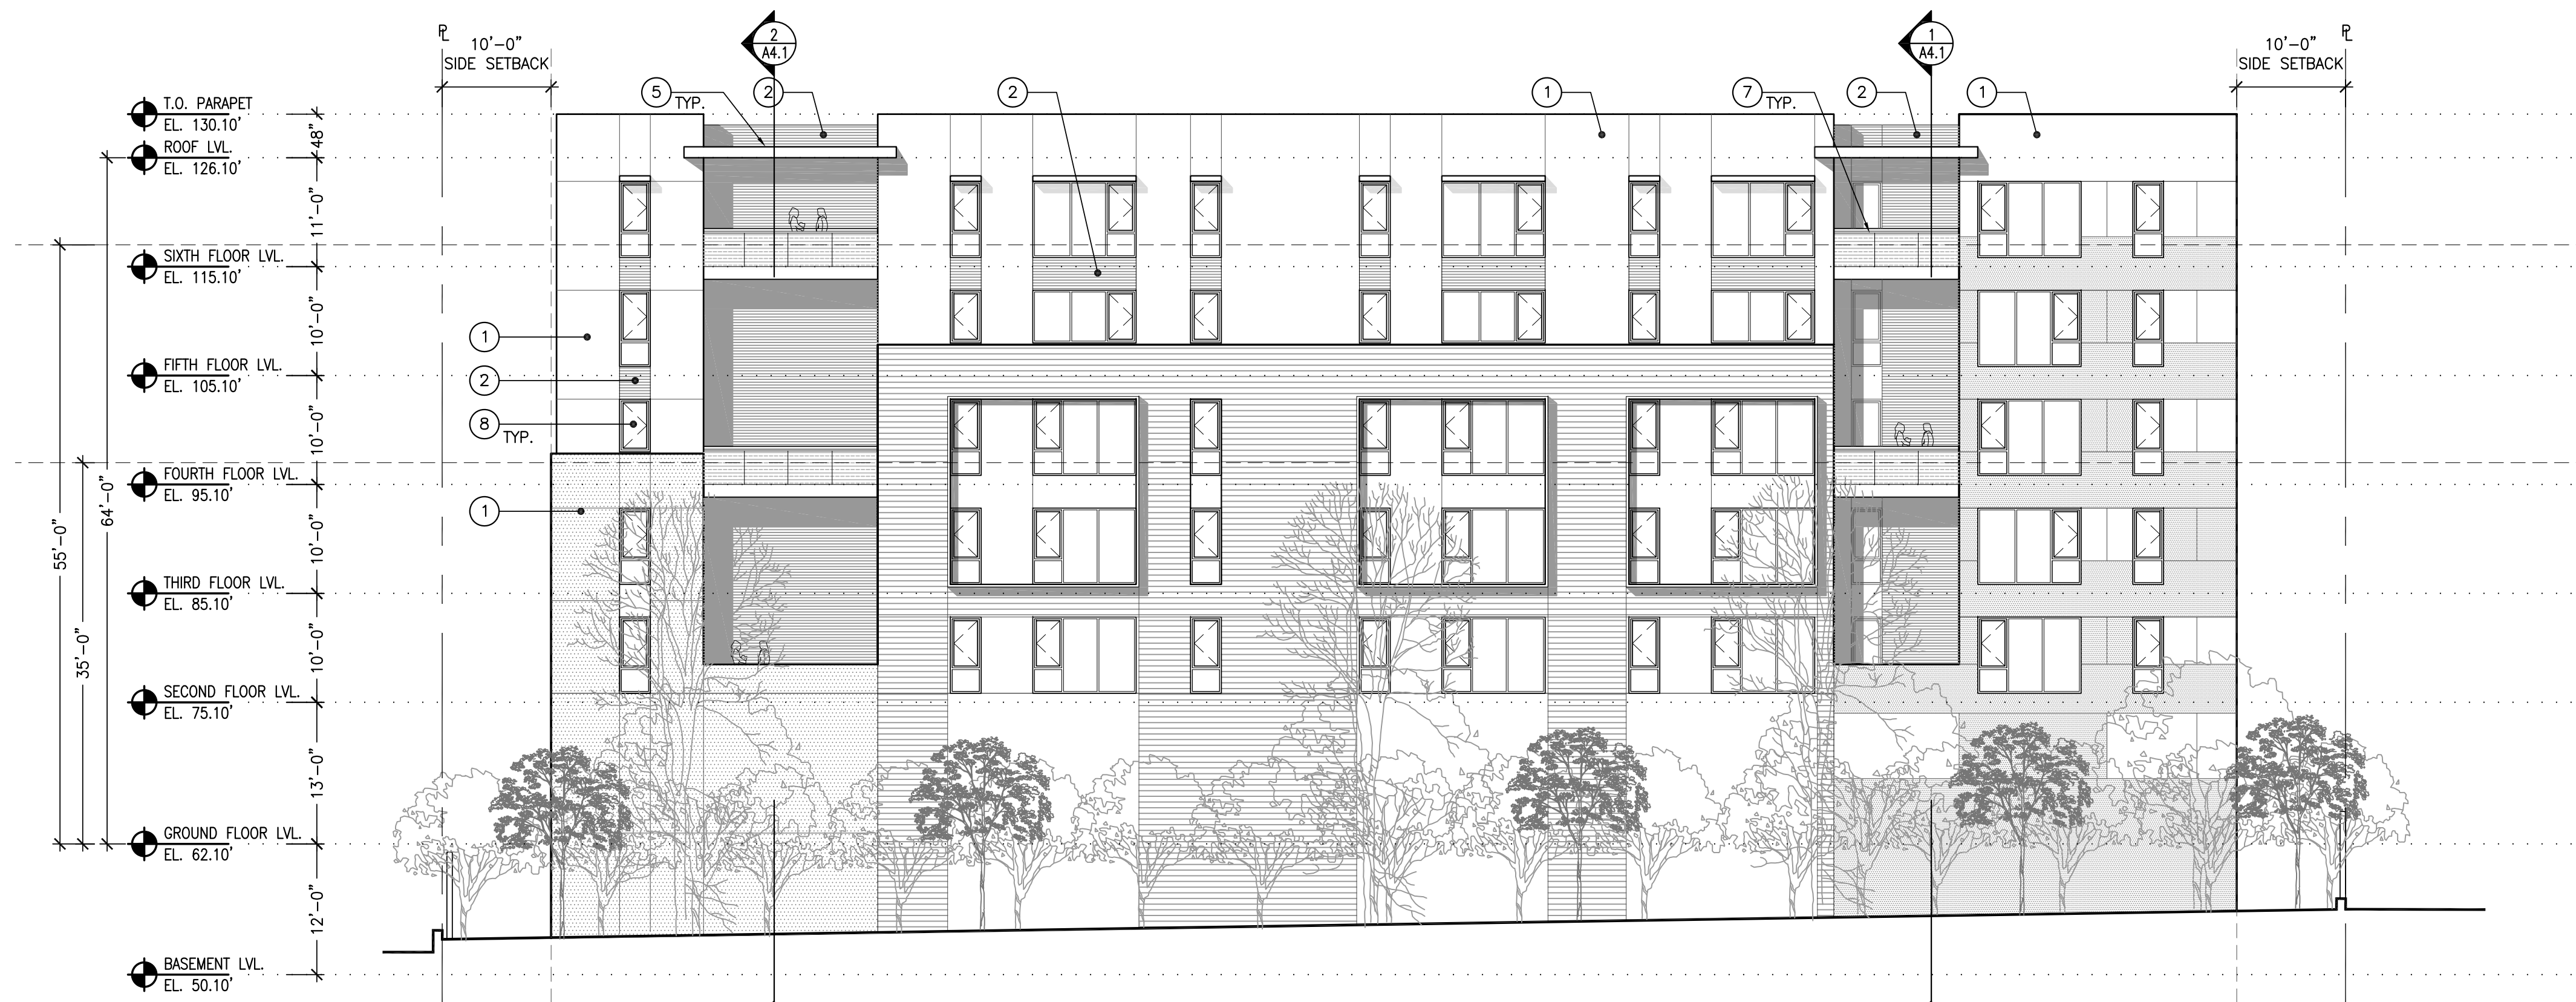 2
A4.1
1
A4.1
℄
10'-0"
SIDE SETBACK
10'-0"
SIDE SETBACK
℄
5
TYP.
2
2
1
7
TYP.
2
1
T.O. PARAPET
EL. 130.10'
48"
ROOF LVL.
EL. 126.10'
11'-0"
SIXTH FLOOR LVL.
EL. 115.10'
10'-0"
1
FIFTH FLOOR LVL.
EL. 105.10'
2
10'-0"
8
TYP.
FOURTH FLOOR LVL.
EL. 95.10'
1
64'-0"
55'-0"
10'-0"
THIRD FLOOR LVL.
EL. 85.10'
35'-0"
10'-0"
SECOND FLOOR LVL.
EL. 75.10'
13'-0"
GROUND FLOOR LVL.
EL. 62.10'
12'-0"
BASEMENT LVL.
EL. 50.10'